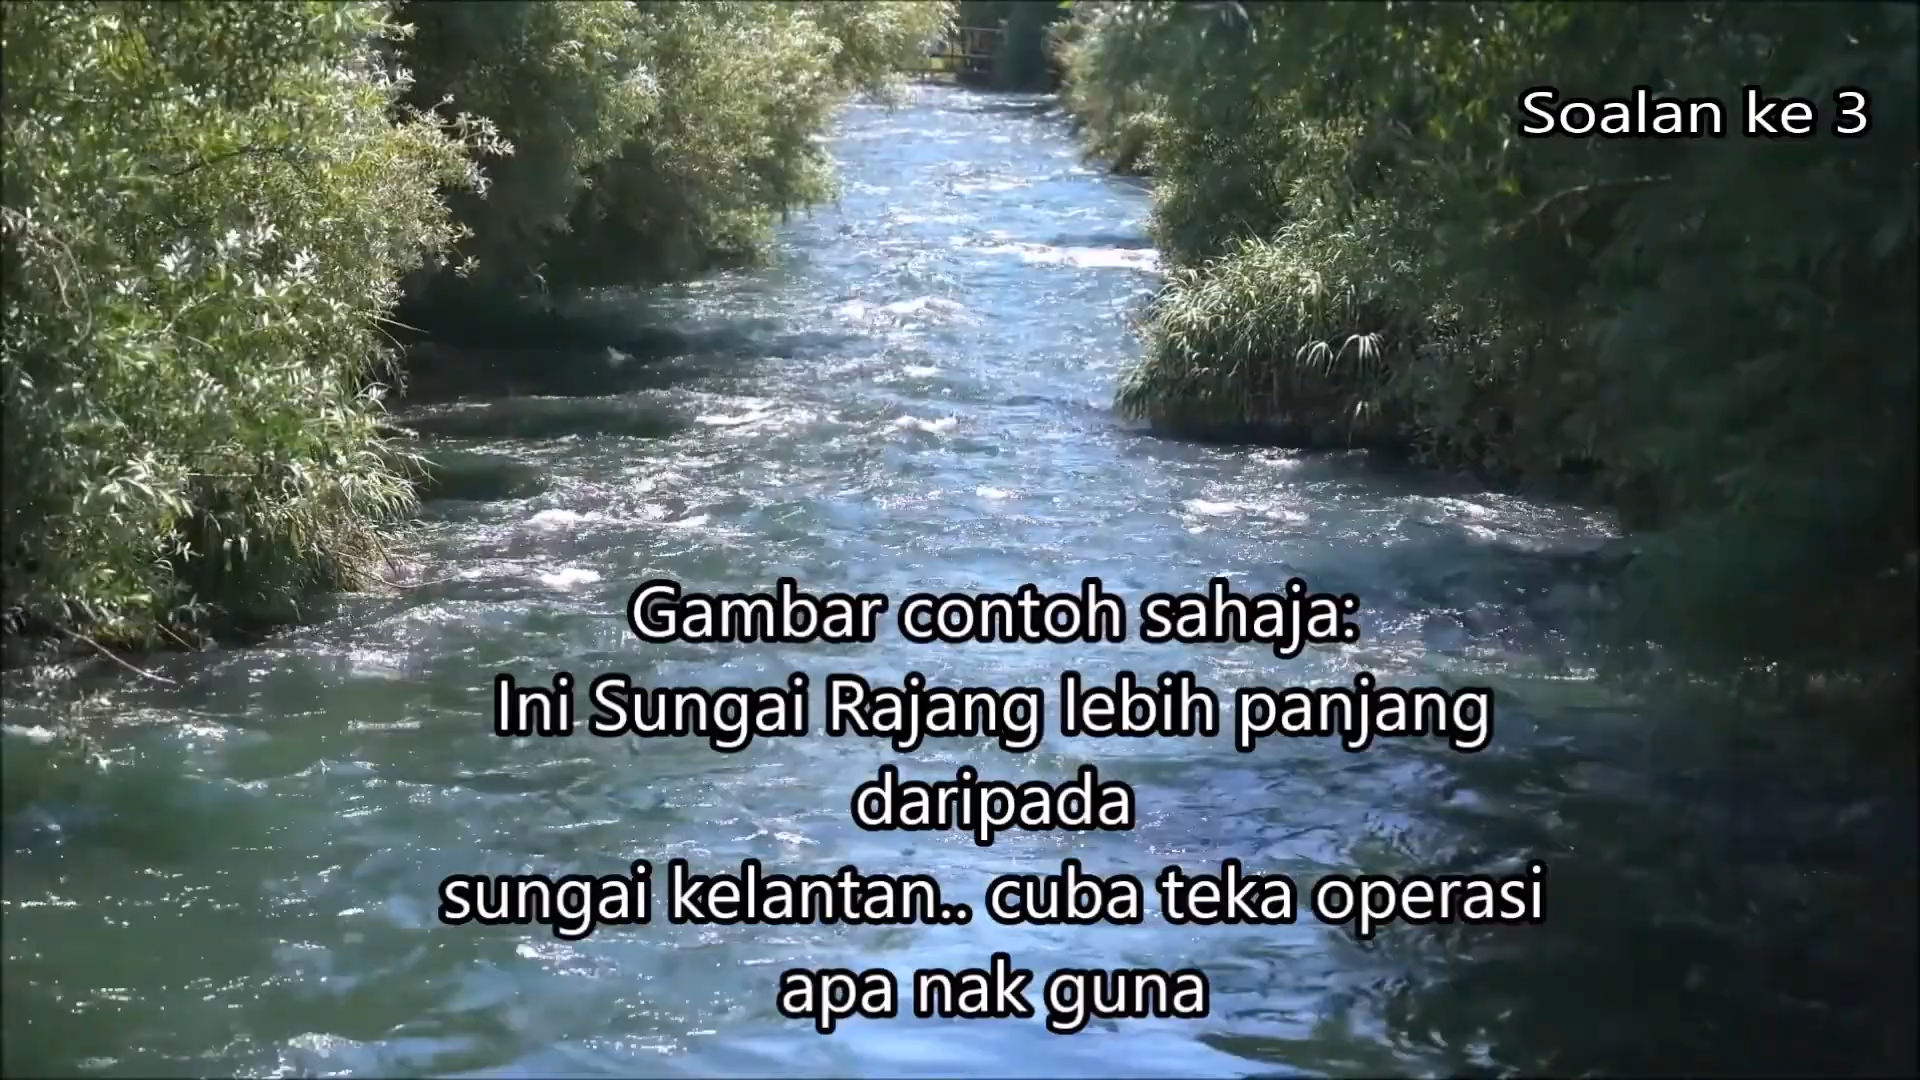 Soalan ke 3
Gambar contoh sahaja:
Ini Sungai Rajang lebih panjang
daripada
sungai kelantan.. cuba teka operasi
apa nak guna